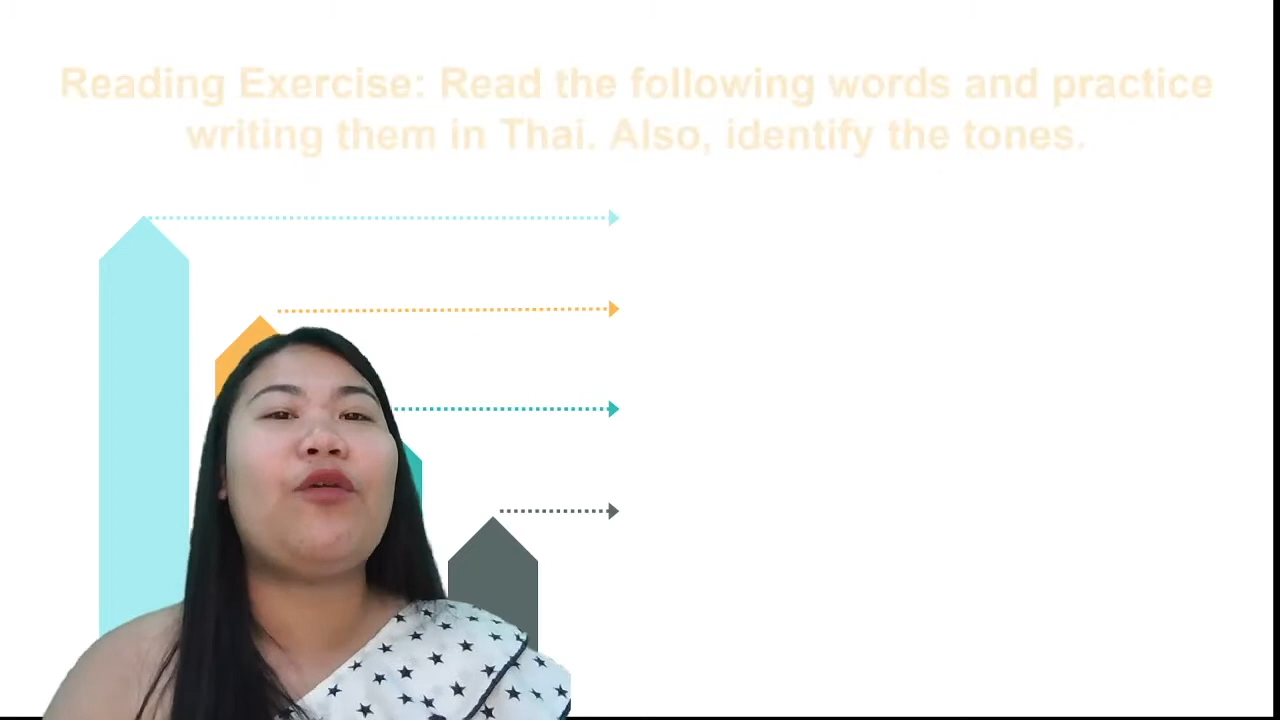 Reading Exercise: Read the following words and practice
writing them in Thai. Also, identify the tones.